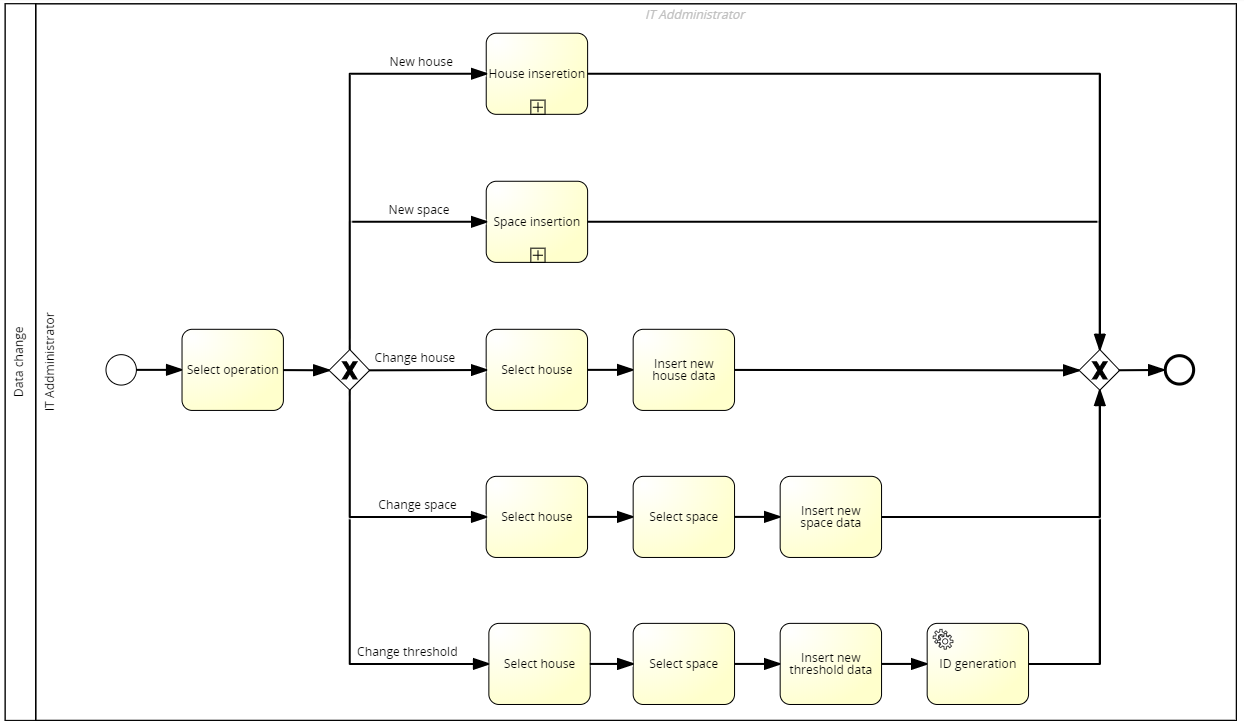 IT Addministrator
Data change
IT Addministrator
New house
House inseretion
New space
Space insertion
Select operation
X
Change house
Select house
Insert new
house data
X
Change space
Select house
Select space
Insert new
space data
Change threshold
Select house
Select space
Insert new
threshold data
ID generation